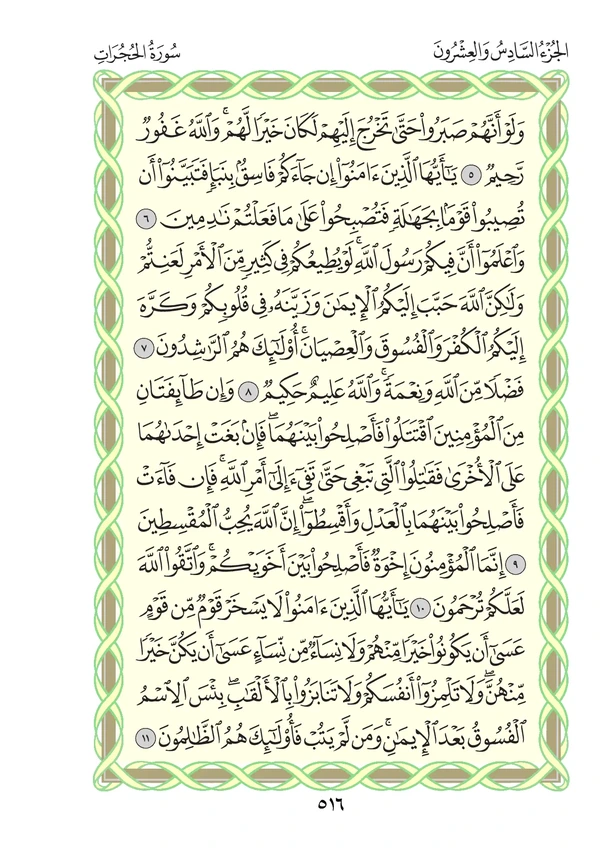 الجُزْءُ السَّادِسُ وَالعِشْرُونَ
سُورَةُ الحُجُرَاتِ
وَلَوْ أَنَّهُمْ صَبَرُوا۟ حَتَّىٰ تَخْرُجَ إِلَيْهِمْ لَكَانَ خَيْرًا لَّهُمْ ۚ وَٱللَّهُ غَفُورٌ
رَّحِيمٌ ٥ يَـٰٓأَيُّهَا ٱلَّذِينَ ءَامَنُوٓا۟ إِن جَآءَكُمْ فَاسِقٌۢ بِنَبَإٍ فَتَبَيَّنُوٓا۟ أَن
تُصِيبُوا۟ قَوْمًۢا بِجَهَـٰلَةٍ فَتُصْبِحُوا۟ عَلَىٰ مَا فَعَلْتُمْ نَـٰدِمِينَ ٦
وَٱعْلَمُوٓا۟ أَنَّ فِيكُمْ رَسُولَ ٱللَّهِ ۚ لَوْ يُطِيعُكُمْ فِى كَثِيرٍ مِّنَ ٱلْأَمْرِ لَعَنِتُّمْ
وَلَـٰكِنَّ ٱللَّهَ حَبَّبَ إِلَيْكُمُ ٱلْإِيمَـٰنَ وَزَيَّنَهُۥ فِى قُلُوبِكُمْ وَكَرَّهَ
إِلَيْكُمُ ٱلْكُفْرَ وَٱلْفُسُوقَ وَٱلْعِصْيَانَ ۚ أُو۟لَـٰٓئِكَ هُمُ ٱلرَّٰشِدُونَ ٧
فَضْلًا مِّنَ ٱللَّهِ وَنِعْمَةً ۚ وَٱللَّهُ عَلِيمٌ حَكِيمٌ ٨ وَإِن طَآئِفَتَانِ
مِنَ ٱلْمُؤْمِنِينَ ٱقْتَتَلُوا۟ فَأَصْلِحُوا۟ بَيْنَهُمَا ۖ فَإِنۢ بَغَتْ إِحْدَىٰهُمَا
عَلَى ٱلْأُخْرَىٰ فَقَـٰتِلُوا۟ ٱلَّتِى تَبْغِى حَتَّىٰ تَفِىٓءَ إِلَىٰٓ أَمْرِ ٱللَّهِ ۚ فَإِن فَآءَتْ
فَأَصْلِحُوا۟ بَيْنَهُمَا بِٱلْعَدْلِ وَأَقْسِطُوٓا۟ ۖ إِنَّ ٱللَّهَ يُحِبُّ ٱلْمُقْسِطِينَ
٩ إِنَّمَا ٱلْمُؤْمِنُونَ إِخْوَةٌ فَأَصْلِحُوا۟ بَيْنَ أَخَوَيْكُمْ ۚ وَٱتَّقُوا۟ ٱللَّهَ
لَعَلَّكُمْ تُرْحَمُونَ ١٠ يَـٰٓأَيُّهَا ٱلَّذِينَ ءَامَنُوا۟ لَا يَسْخَرْ قَوْمٌ مِّن قَوْمٍ
عَسَىٰٓ أَن يَكُونُوا۟ خَيْرًا مِّنْهُمْ وَلَا نِسَآءٌ مِّن نِّسَآءٍ عَسَىٰٓ أَن يَكُنَّ خَيْرًا
مِّنْهُنَّ ۖ وَلَا تَلْمِزُوٓا۟ أَنفُسَكُمْ وَلَا تَنَابَزُوا۟ بِٱلْأَلْقَـٰبِ ۖ بِئْسَ ٱلِٱسْمُ
ٱلْفُسُوقُ بَعْدَ ٱلْإِيمَـٰنِ ۚ وَمَن لَّمْ يَتُبْ فَأُو۟لَـٰٓئِكَ هُمُ ٱلظَّـٰلِمُونَ ١١
٥١٦